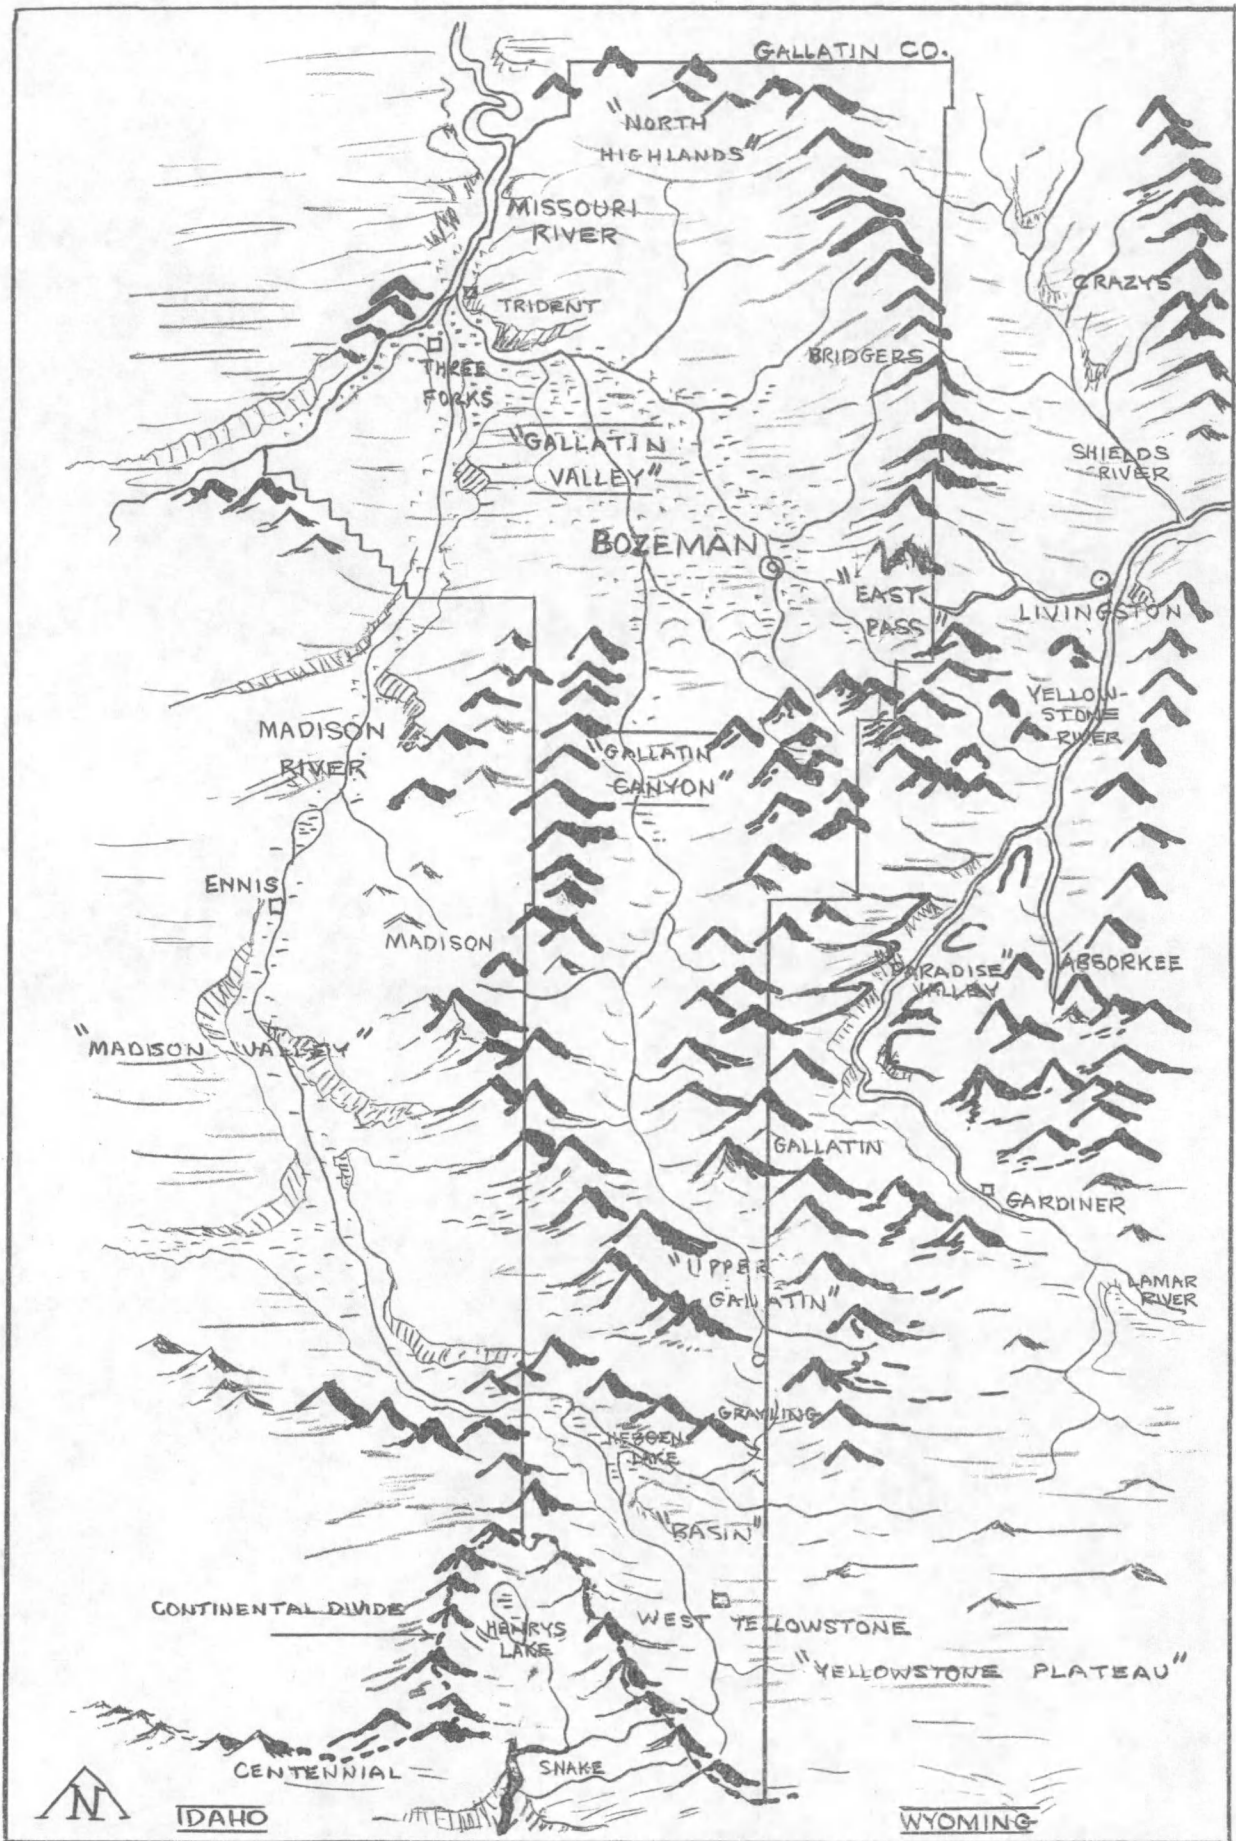 GALLATIN CO.
"NORTH
HIGHLANDS"
MISSOURI
RIVER
CRAZYS
TRIDENT
BRIDGERS
THREE
FORKS
"GALLATIN
VALLEY"
SHIELDS
RIVER
BOZEMAN
"EAST
PASS"
LIVINGSTON
YELLOW-
STONE
RIVER
MADISON
RIVER
"GALLATIN
CANYON"
ENNIS
MADISON
"PARADISE"
VALLEY
ABSORKEE
"MADISON VALLEY"
GALLATIN
GARDINER
"UPPER
GALLATIN"
LAMAR
RIVER
GRAYLING
HEBGEN
LAKE
"BASIN"
CONTINENTAL DIVIDE
HENRYS
LAKE
WEST YELLOWSTONE
"YELLOWSTONE PLATEAU"
CENTENNIAL
SNAKE
N
IDAHO
WYOMING